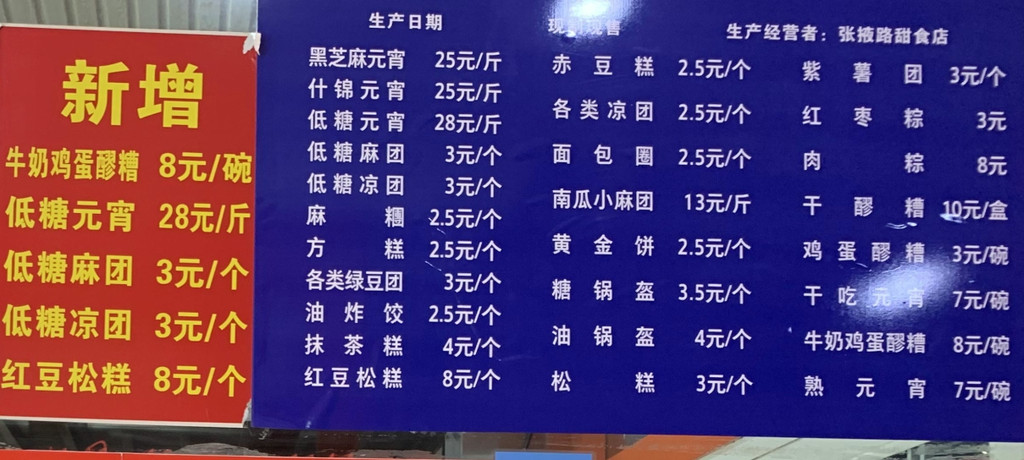 新增
牛奶鸡蛋醪糟 8元/碗
低糖元宵 28元/斤
低糖麻团 3元/个
低糖凉团 3元/个
红豆松糕 8元/个
生产日期
黑芝麻元宵 25元/斤
什锦元宵 25元/斤
低糖元宵 28元/斤
低糖麻团 3元/个
低糖凉团 3元/个
麻糰 2.5元/个
方糕 2.5元/个
各类绿豆团 3元/个
油炸饺 2.5元/个
抹茶糕 4元/个
红豆松糕 8元/个
现售
赤豆糕 2.5元/个
各类凉团 2.5元/个
面包圈 2.5元/个
南瓜小麻团 13元/斤
黄金饼 2.5元/个
糖锅盔 3.5元/个
油锅盔 4元/个
松糕 3元/个
生产经营者：张掖路甜食店
紫薯团 3元/个
红枣粽 3元
肉粽 8元
干醪糟 10元/盒
鸡蛋醪糟 3元/碗
干吃元宵 7元/碗
牛奶鸡蛋醪糟 8元/碗
熟元宵 7元/碗